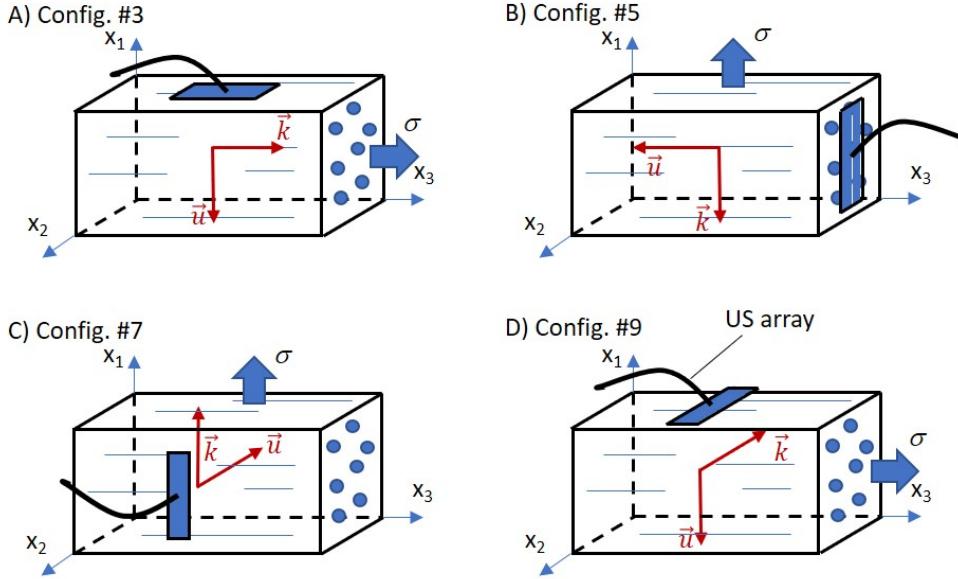 A) Config. #3
x₁
σ
k⃗
u⃗
x₃
x₂
B) Config. #5
x₁
σ
u⃗
k⃗
x₃
x₂
C) Config. #7
x₁
σ
k⃗
u⃗
x₃
x₂
D) Config. #9
US array
x₁
k⃗
σ
x₃
u⃗
x₂